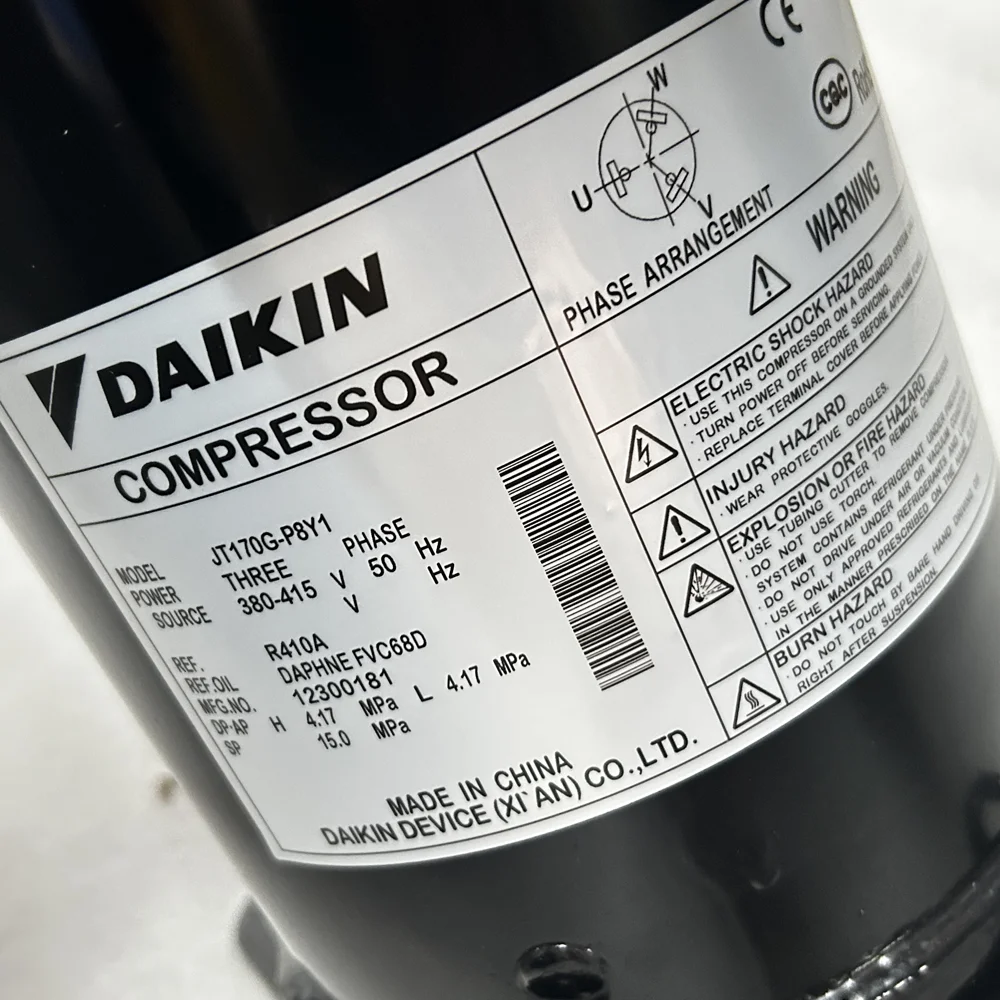 DAIKIN
COMPRESSOR
MODEL JT170G-P8Y1
POWER THREE PHASE
SOURCE 380-415 V 50 Hz
V Hz
REF. R410A
REF.OIL DAPHNE FVC68D
MFG.NO. 12300181
DP·AP H 4.17 MPa L 4.17 MPa
SP 15.0 MPa
MADE IN CHINA
DAIKIN DEVICE (XI`AN) CO.,LTD.
CE
CQC
W
U
V
PHASE ARRANGEMENT
WARNING
ELECTRIC SHOCK HAZARD
· USE THIS COMPRESSOR ON A GROUNDED SYSTEM
· TURN POWER OFF BEFORE SERVICING.
· REPLACE TERMINAL COVER BEFORE APPLYING
INJURY HAZARD
· WEAR PROTECTIVE GOGGLES.
EXPLOSION OR FIRE HAZARD
· USE TUBING CUTTER TO REMOVE COMPRESSOR
· DO NOT USE TORCH.
SYSTEM CONTAINS REFRIGERANT UNDER
· DO NOT DRIVE UNDER AIR OR VACUUM
· USE ONLY APPROVED REFRIGERANTS AND
IN THE MANNER PRESCRIBED ON THE
BURN HAZARD
· DO NOT TOUCH BY BARE HAND DURING OR
RIGHT AFTER SUSPENSION.